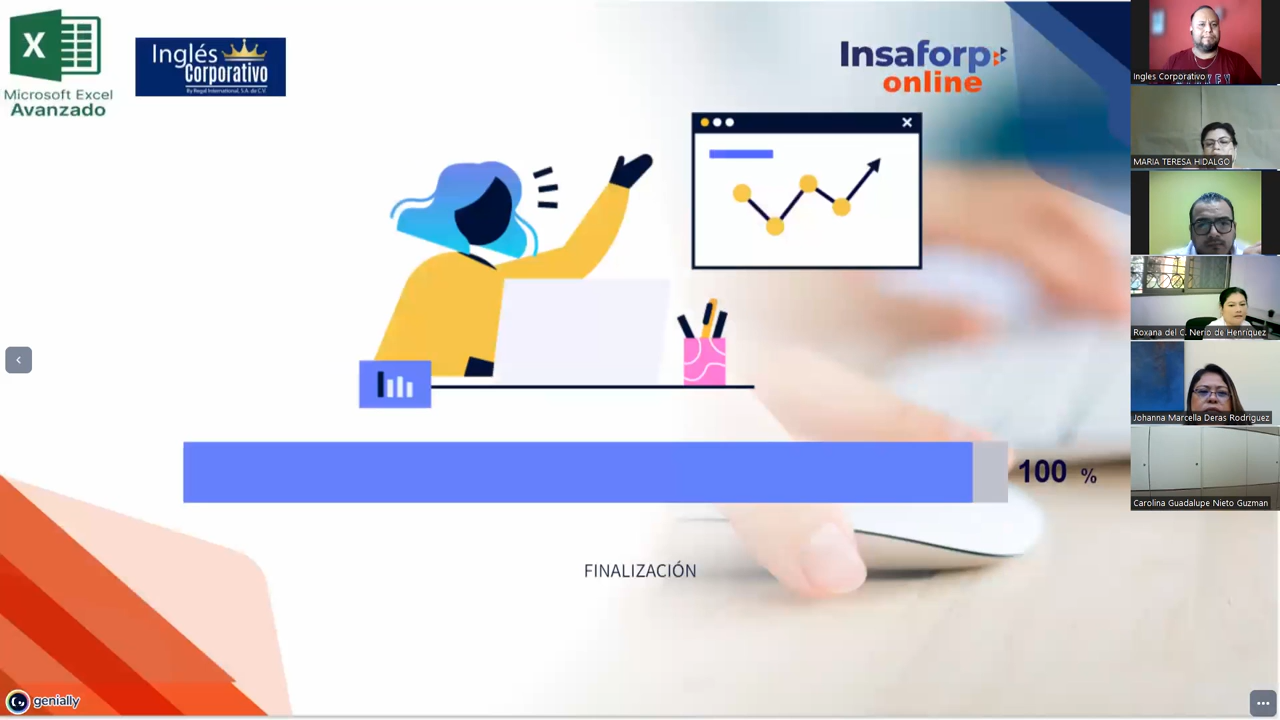 Microsoft Excel
Avanzado
Inglés
Corporativo
By Regal International, S.A. de C.V.
Insaforp
online
100 %
FINALIZACIÓN
genially
Ingles Corporativo
MARIA TERESA HIDALGO
Roxana del C. Nerio de Henríquez
Johanna Marcella Deras Rodriguez
Carolina Guadalupe Nieto Guzman